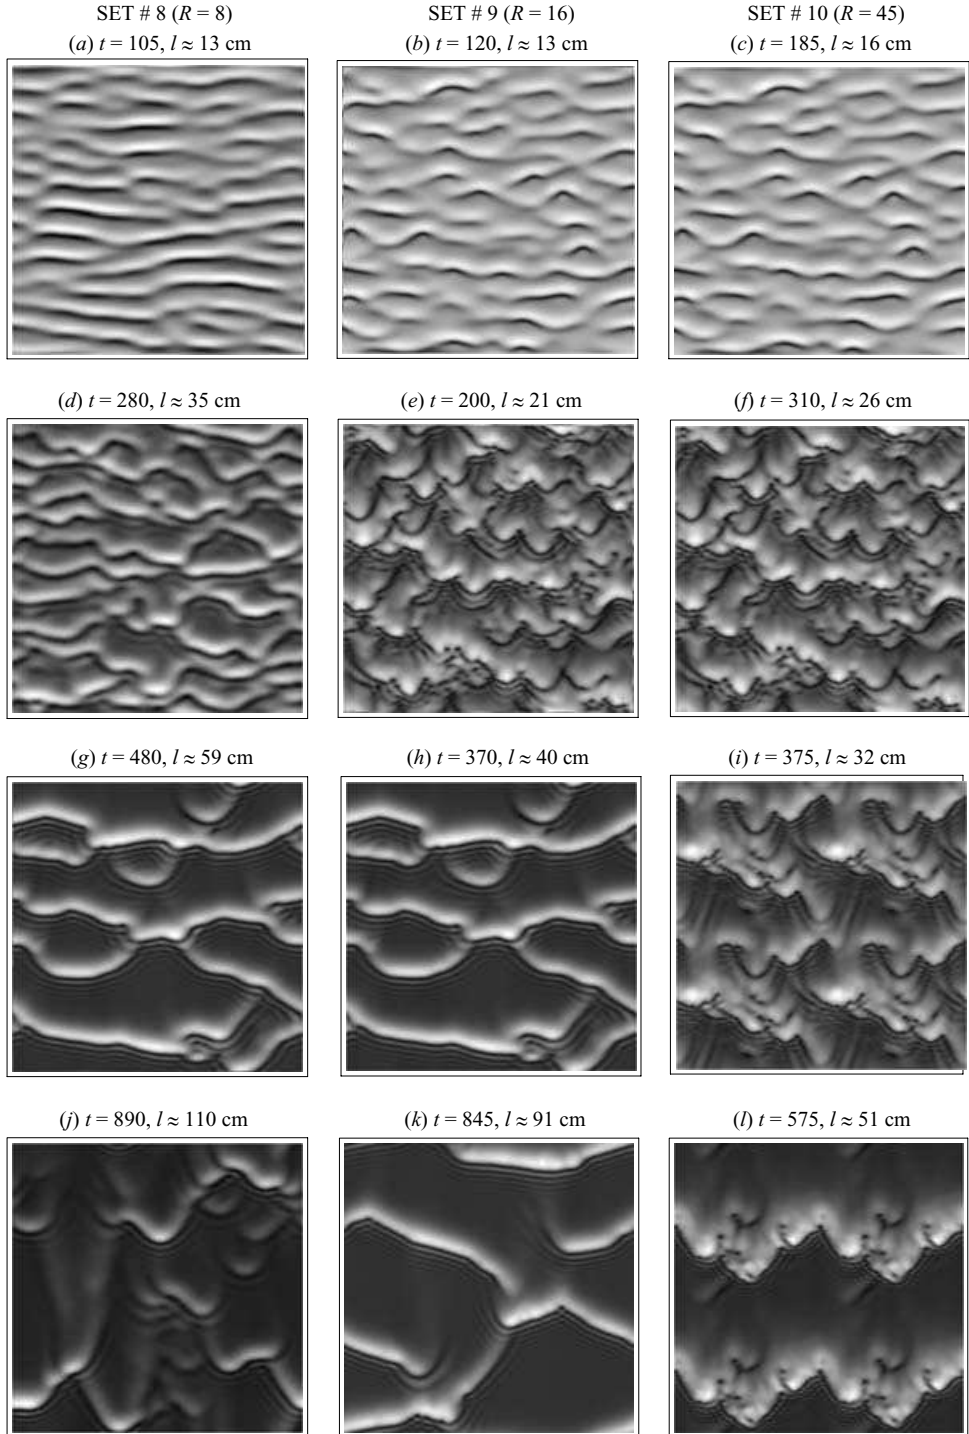 SET # 8 (R = 8) SET # 9 (R = 16) SET # 10 (R = 45)
(a) t = 105, l ≈ 13 cm (b) t = 120, l ≈ 13 cm (c) t = 185, l ≈ 16 cm
(d) t = 280, l ≈ 35 cm (e) t = 200, l ≈ 21 cm (f) t = 310, l ≈ 26 cm
(g) t = 480, l ≈ 59 cm (h) t = 370, l ≈ 40 cm (i) t = 375, l ≈ 32 cm
(j) t = 890, l ≈ 110 cm (k) t = 845, l ≈ 91 cm (l) t = 575, l ≈ 51 cm